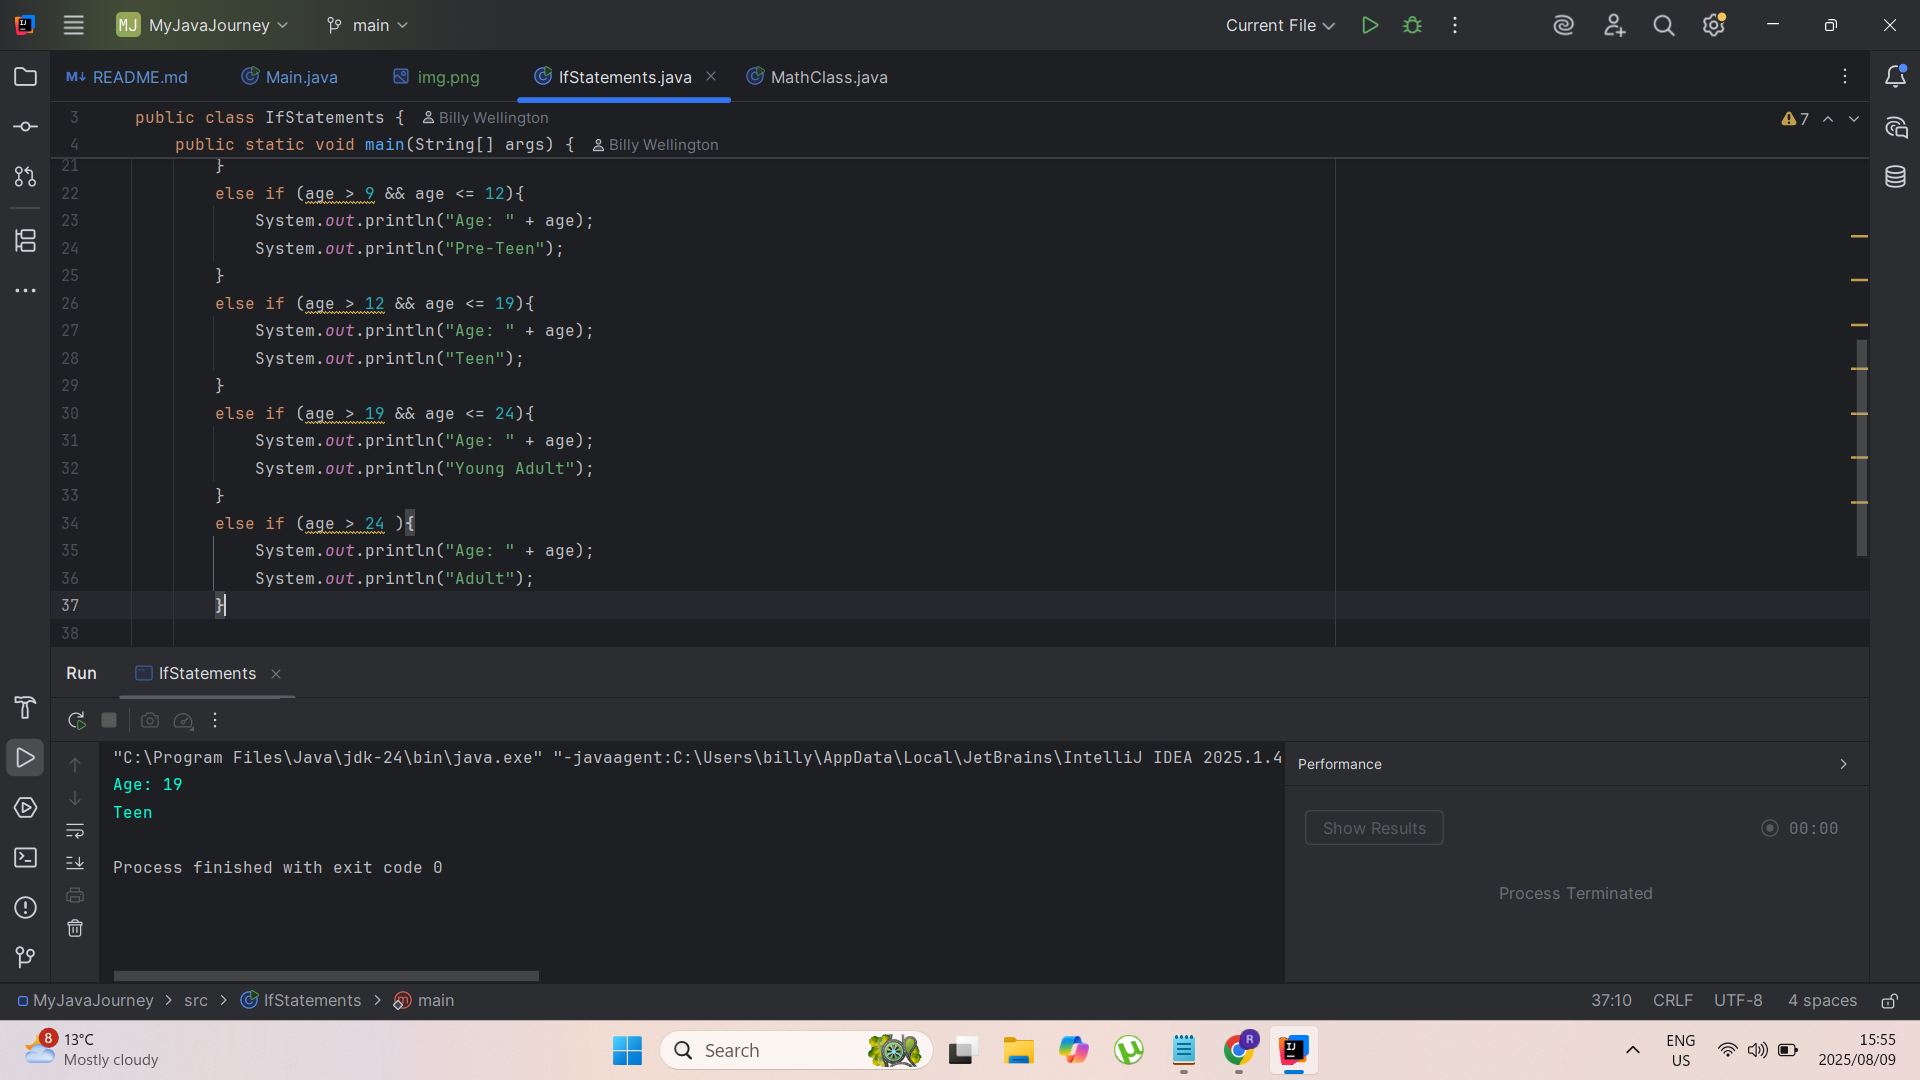 MJ MyJavaJourney main Current File
README.md Main.java img.png IfStatements.java MathClass.java
3 public class IfStatements { Billy Wellington 7
4 public static void main(String[] args) { Billy Wellington
21 }
22 else if (age > 9 && age <= 12){
23 System.out.println("Age: " + age);
24 System.out.println("Pre-Teen");
25 }
26 else if (age > 12 && age <= 19){
27 System.out.println("Age: " + age);
28 System.out.println("Teen");
29 }
30 else if (age > 19 && age <= 24){
31 System.out.println("Age: " + age);
32 System.out.println("Young Adult");
33 }
34 else if (age > 24 ){
35 System.out.println("Age: " + age);
36 System.out.println("Adult");
37 }
38
Run IfStatements
"C:\Program Files\Java\jdk-24\bin\java.exe" "-javaagent:C:\Users\billy\AppData\Local\JetBrains\IntelliJ IDEA 2025.1.4
Age: 19
Teen
Process finished with exit code 0
Performance
Show Results 00:00
Process Terminated
MyJavaJourney > src > IfStatements > main 37:10 CRLF UTF-8 4 spaces
8 13°C
Mostly cloudy
Search
R
ENG
US
15:55
2025/08/09